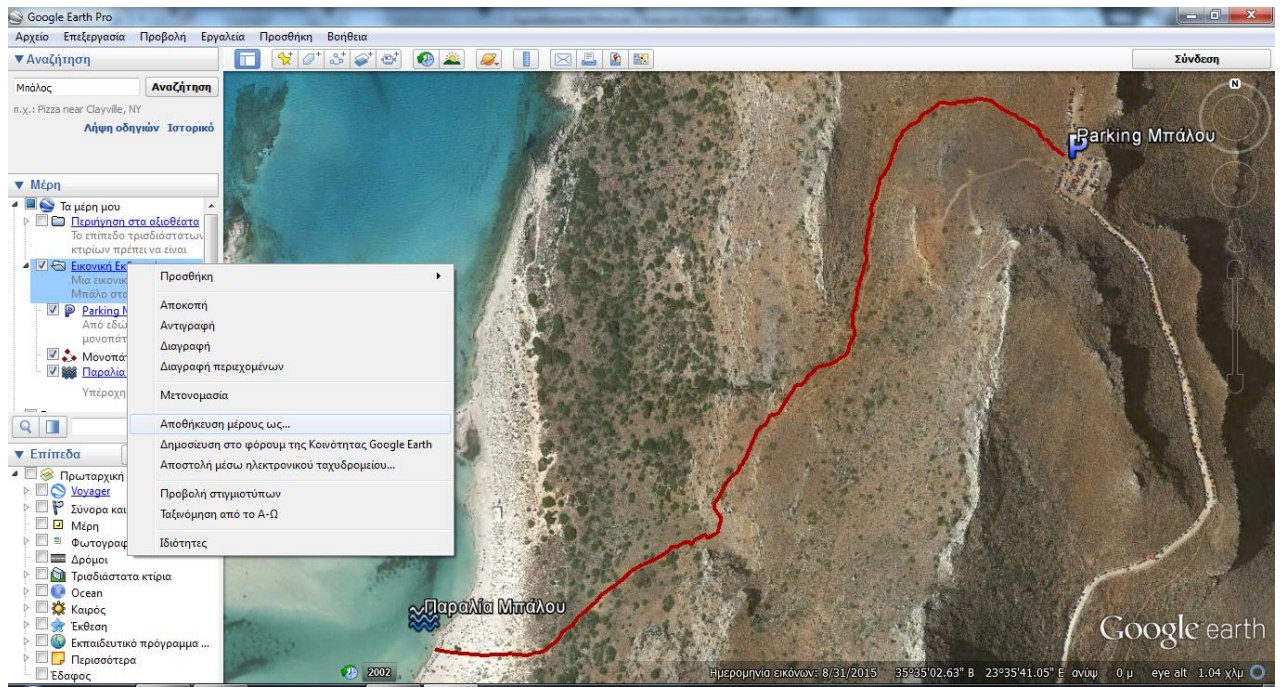 Google Earth Pro
Αρχείο Επεξεργασία Προβολή Εργαλεία Προσθήκη Βοήθεια
Αναζήτηση
Σύνδεση
Μπάλος
Αναζήτηση
π.χ.: Pizza near Clayville, NY
Λήψη οδηγιών Ιστορικό
Μέρη
Τα μέρη μου
Περιήγηση στα αξιοθέατα
Το επίπεδο τρισδιάστατων
κτιρίων πρέπει να είναι
Εικονική Εκδ
Μια εικονικ
Μπάλο στο
Parking Μ
Από εδώ
μονοπάτ
Μονοπάτ
Παραλία
Υπέροχη
Προσθήκη
Αποκοπή
Αντιγραφή
Διαγραφή
Διαγραφή περιεχομένων
Μετονομασία
Αποθήκευση μέρους ως...
Δημοσίευση στο φόρουμ της Κοινότητας Google Earth
Αποστολή μέσω ηλεκτρονικού ταχυδρομείου...
Προβολή στιγμιοτύπων
Ταξινόμηση από το Α-Ω
Ιδιότητες
Επίπεδα
Πρωταρχική
Voyager
Σύνορα και
Μέρη
Φωτογραφ
Δρόμοι
Τρισδιάστατα κτίρια
Ocean
Καιρός
Έκθεση
Εκπαιδευτικό πρόγραμμα ...
Περισσότερα
Έδαφος
N
Parking Μπάλου
Παραλία Μπάλου
Google earth
2002
Ημερομηνία εικόνων: 8/31/2015 35°35'02.63" Β 23°35'41.05" Ε ανύψ 0 μ eye alt 1.04 χλμ